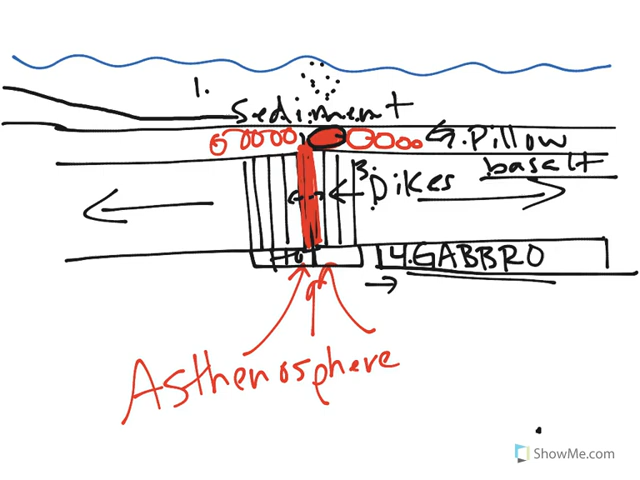 1.
sediment
2. Pillow
basalt
3. Dikes
4. GABBRO
Asthenosphere
ShowMe.com